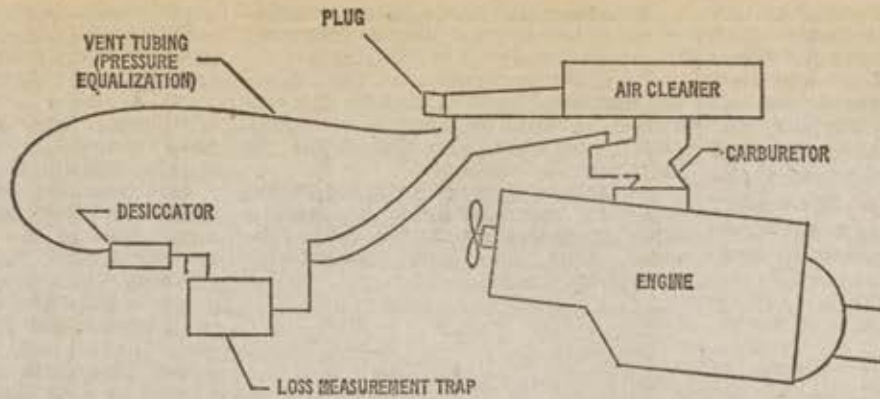 PLUG
VENT TUBING
(PRESSURE
EQUALIZATION)
AIR CLEANER
CARBURETOR
DESICCATOR
ENGINE
LOSS MEASUREMENT TRAP